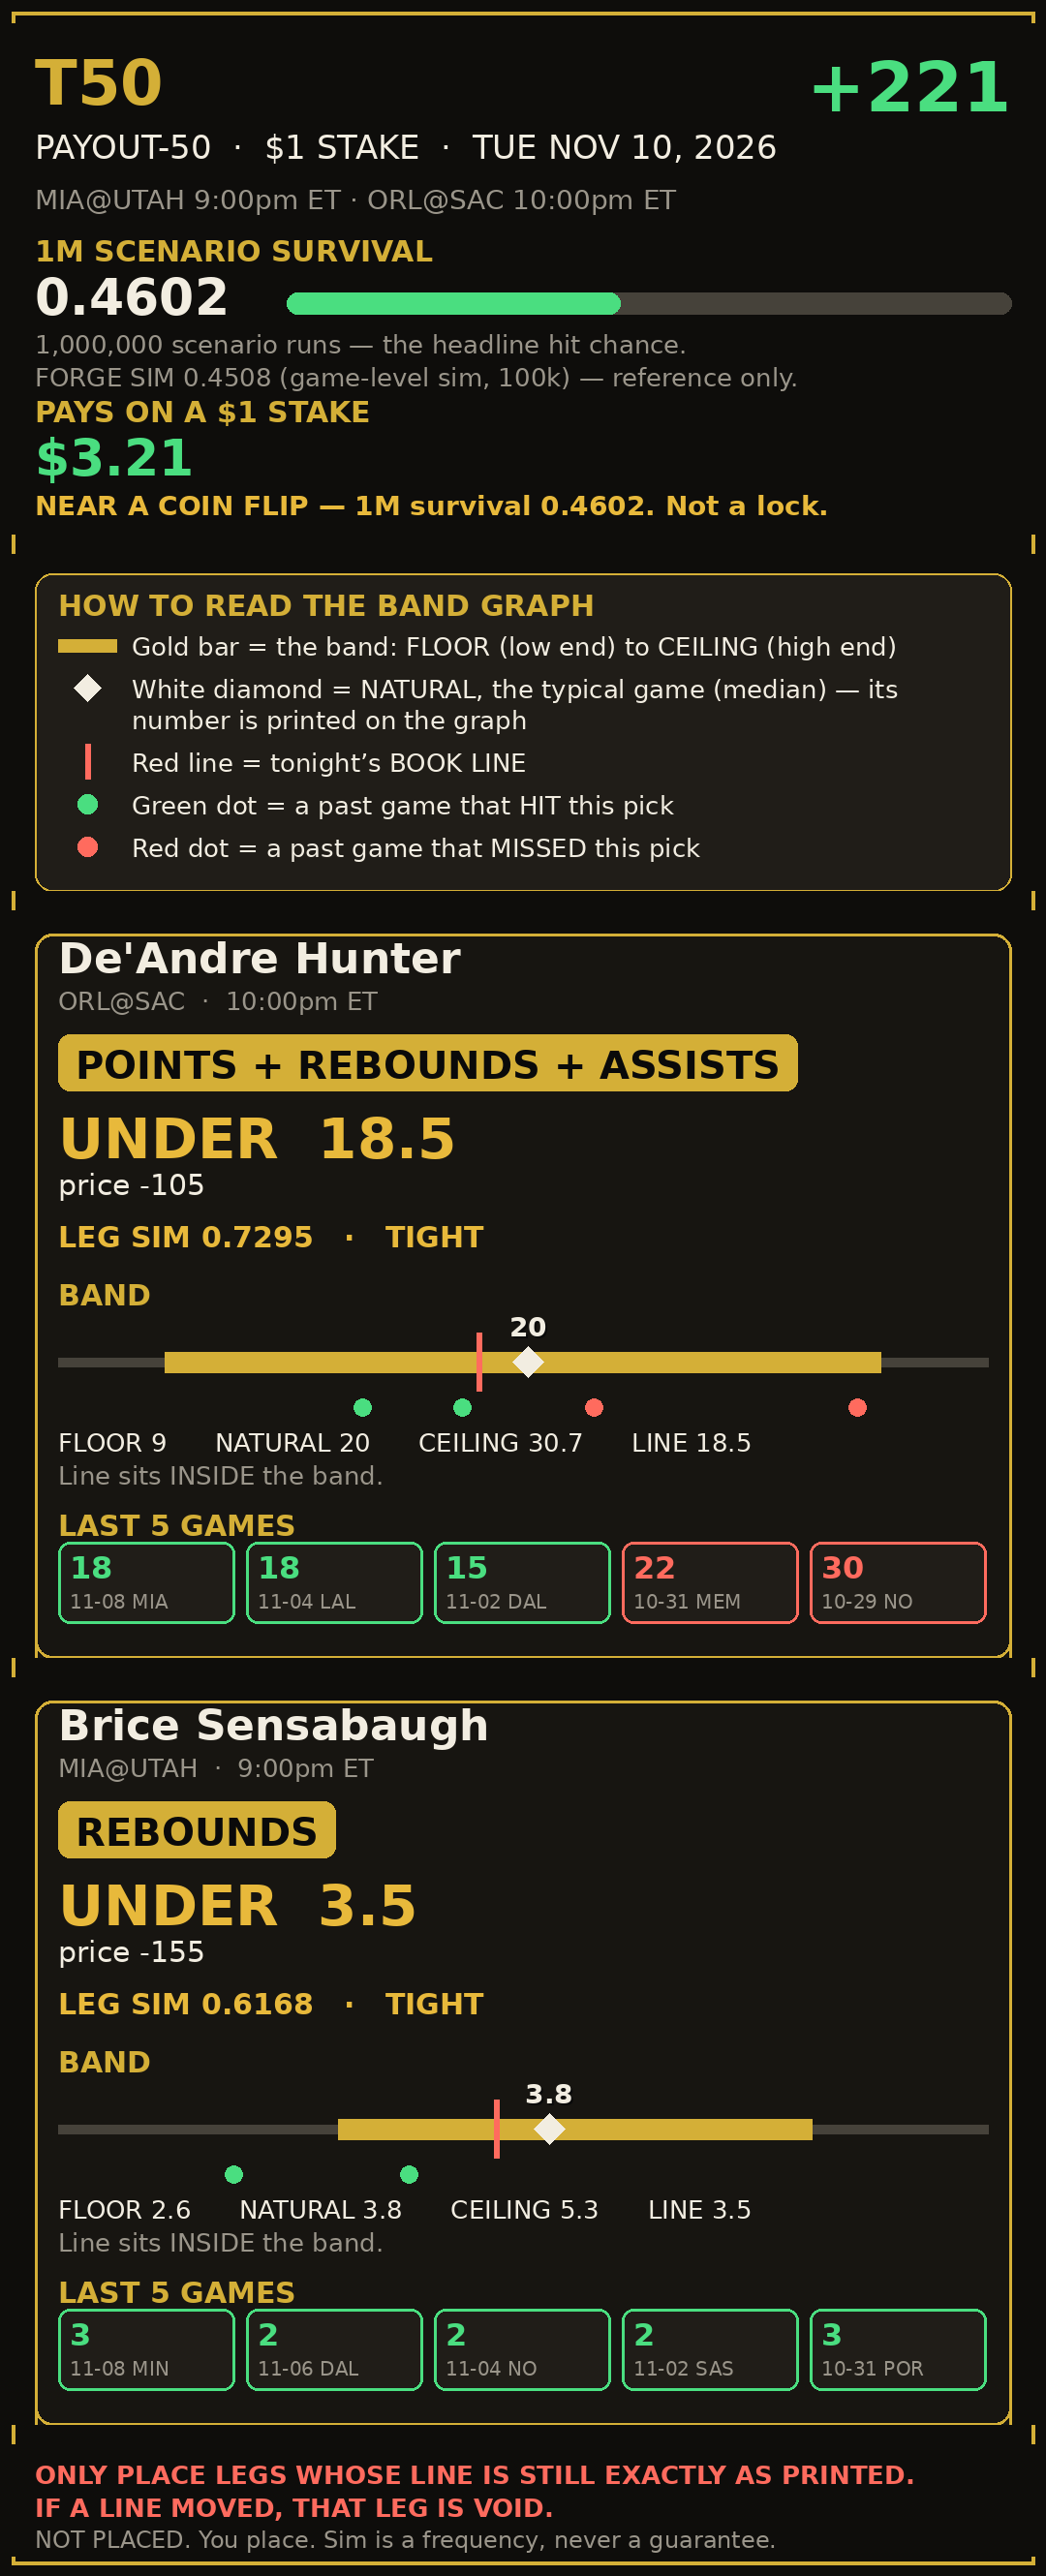 T50
+221
PAYOUT-50 · $1 STAKE · TUE NOV 10, 2026
MIA@UTAH 9:00pm ET · ORL@SAC 10:00pm ET
1M SCENARIO SURVIVAL
0.4602
1,000,000 scenario runs — the headline hit chance.
FORGE SIM 0.4508 (game-level sim, 100k) — reference only.
PAYS ON A $1 STAKE
$3.21
NEAR A COIN FLIP — 1M survival 0.4602. Not a lock.
HOW TO READ THE BAND GRAPH
Gold bar = the band: FLOOR (low end) to CEILING (high end)
White diamond = NATURAL, the typical game (median) — its
number is printed on the graph
Red line = tonight’s BOOK LINE
Green dot = a past game that HIT this pick
Red dot = a past game that MISSED this pick
De'Andre Hunter
ORL@SAC · 10:00pm ET
POINTS + REBOUNDS + ASSISTS
UNDER 18.5
price -105
LEG SIM 0.7295 · TIGHT
BAND
20
FLOOR 9 NATURAL 20 CEILING 30.7 LINE 18.5
Line sits INSIDE the band.
LAST 5 GAMES
18 18 15 22 30
11-08 MIA 11-04 LAL 11-02 DAL 10-31 MEM 10-29 NO
Brice Sensabaugh
MIA@UTAH · 9:00pm ET
REBOUNDS
UNDER 3.5
price -155
LEG SIM 0.6168 · TIGHT
BAND
3.8
FLOOR 2.6 NATURAL 3.8 CEILING 5.3 LINE 3.5
Line sits INSIDE the band.
LAST 5 GAMES
3 2 2 2 3
11-08 MIN 11-06 DAL 11-04 NO 11-02 SAS 10-31 POR
ONLY PLACE LEGS WHOSE LINE IS STILL EXACTLY AS PRINTED.
IF A LINE MOVED, THAT LEG IS VOID.
NOT PLACED. You place. Sim is a frequency, never a guarantee.